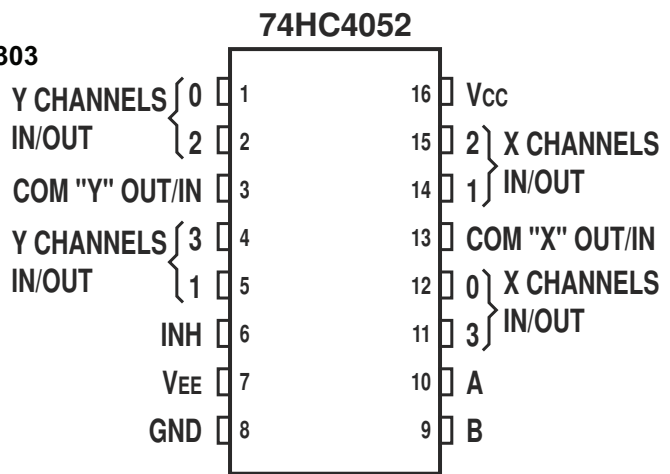 74HC4052
303
Y CHANNELS IN/OUT
0 1
2 2
COM "Y" OUT/IN 3
Y CHANNELS IN/OUT
3 4
1 5
INH 6
VEE 7
GND 8
16 VCC
15 2
14 1
X CHANNELS IN/OUT
13 COM "X" OUT/IN
12 0
11 3
X CHANNELS IN/OUT
10 A
9 B